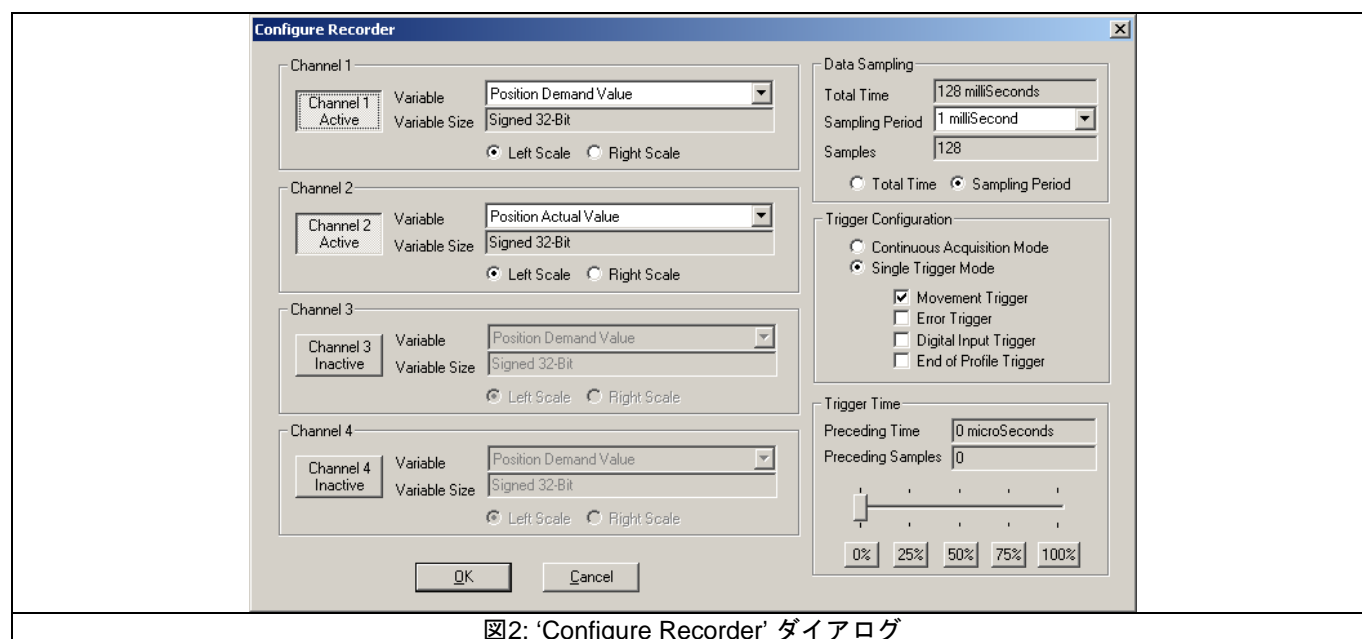 Configure Recorder
Channel 1
Channel 1 Active
Variable
Position Demand Value
Variable Size
Signed 32-Bit
Left Scale
Right Scale
Channel 2
Channel 2 Active
Variable
Position Actual Value
Variable Size
Signed 32-Bit
Left Scale
Right Scale
Channel 3
Channel 3 Inactive
Variable
Position Demand Value
Variable Size
Signed 32-Bit
Left Scale
Right Scale
Channel 4
Channel 4 Inactive
Variable
Position Demand Value
Variable Size
Signed 32-Bit
Left Scale
Right Scale
OK
Cancel
Data Sampling
Total Time
128 milliSeconds
Sampling Period
1 milliSecond
Samples
128
Total Time
Sampling Period
Trigger Configuration
Continuous Acquisition Mode
Single Trigger Mode
Movement Trigger
Error Trigger
Digital Input Trigger
End of Profile Trigger
Trigger Time
Preceding Time
0 microSeconds
Preceding Samples
0
0%
25%
50%
75%
100%
図2: ‘Configure Recorder’ ダイアログ